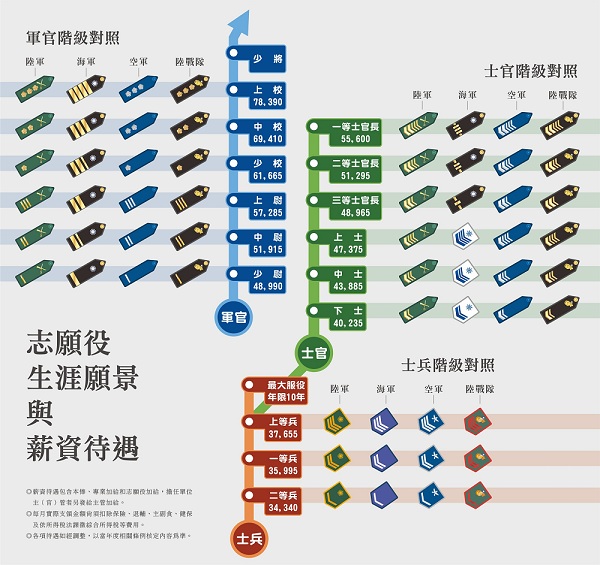 軍官階級對照
陸軍 海軍 空軍 陸戰隊
少將
上校
78,390
中校
69,410
少校
61,665
上尉
57,285
中尉
51,915
少尉
48,990
軍官
士官階級對照
陸軍 海軍 空軍 陸戰隊
一等士官長
55,600
二等士官長
51,295
三等士官長
48,965
上士
47,375
中士
43,885
下士
40,235
士官
士兵階級對照
陸軍 海軍 空軍 陸戰隊
最大服役
年限10年
上等兵
37,655
一等兵
35,995
二等兵
34,340
士兵
志願役
生涯願景
與
薪資待遇
◎薪資待遇包含本俸、專業加給和志願役加給，擔任單位
主（官）管者另發給主管加給。
◎每月實際支領金額尚須扣除保險、退輔、主副食、健保
及依所得稅法課徵綜合所得稅等費用。
◎各項待遇如經調整，以當年度相關條例核定內容為準。